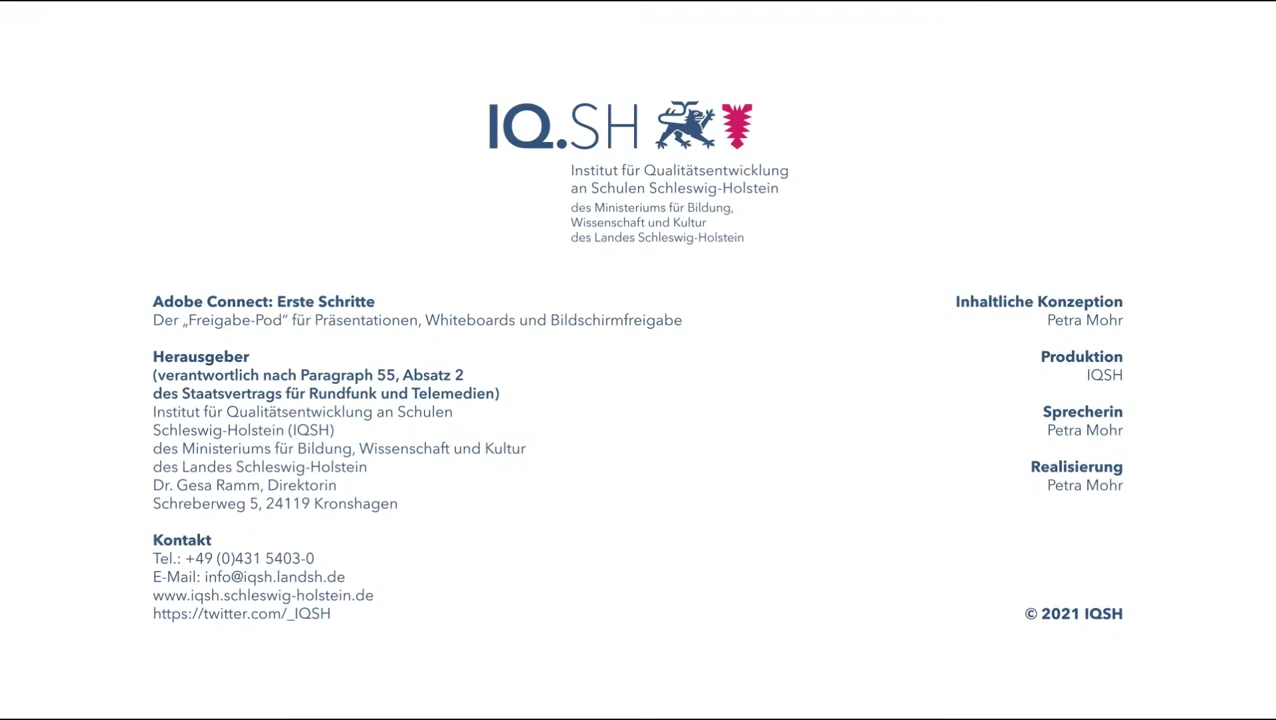 IQ.SH
Institut für Qualitätsentwicklung
an Schulen Schleswig-Holstein
des Ministeriums für Bildung,
Wissenschaft und Kultur
des Landes Schleswig-Holstein
Adobe Connect: Erste Schritte
Der „Freigabe-Pod“ für Präsentationen, Whiteboards und Bildschirmfreigabe
Herausgeber
(verantwortlich nach Paragraph 55, Absatz 2
des Staatsvertrags für Rundfunk und Telemedien)
Institut für Qualitätsentwicklung an Schulen
Schleswig-Holstein (IQSH)
des Ministeriums für Bildung, Wissenschaft und Kultur
des Landes Schleswig-Holstein
Dr. Gesa Ramm, Direktorin
Schreberweg 5, 24119 Kronshagen
Kontakt
Tel.: +49 (0)431 5403-0
E-Mail: info@iqsh.landsh.de
www.iqsh.schleswig-holstein.de
https://twitter.com/_IQSH
Inhaltliche Konzeption
Petra Mohr
Produktion
IQSH
Sprecherin
Petra Mohr
Realisierung
Petra Mohr
© 2021 IQSH